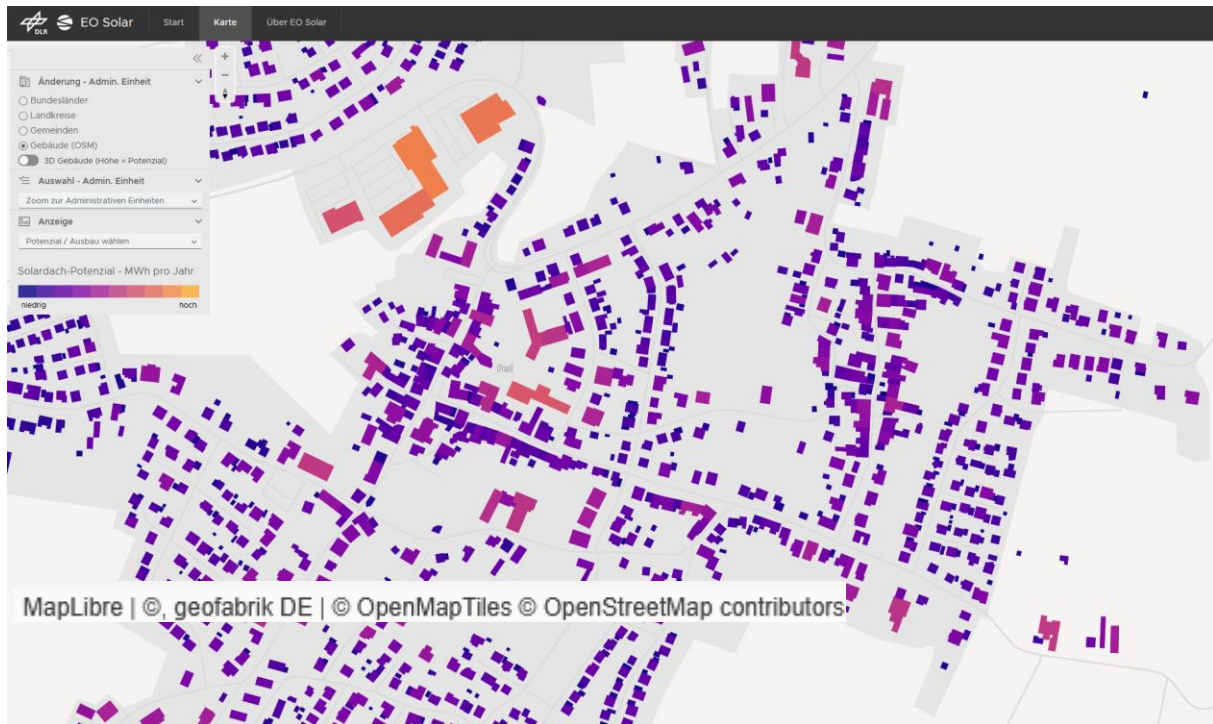 DLR
EO Solar
Start
Karte
Über EO Solar
Änderung - Admin. Einheit
Bundesländer
Landkreise
Gemeinden
Gebäude (OSM)
3D Gebäude (Höhe = Potenzial)
Auswahl - Admin. Einheit
Zoom zur Administrativen Einheiten
Anzeige
Potenzial / Ausbau wählen
Solardach-Potenzial - MWh pro Jahr
niedrig
hoch
MapLibre | ©, geofabrik DE | © OpenMapTiles © OpenStreetMap contributors